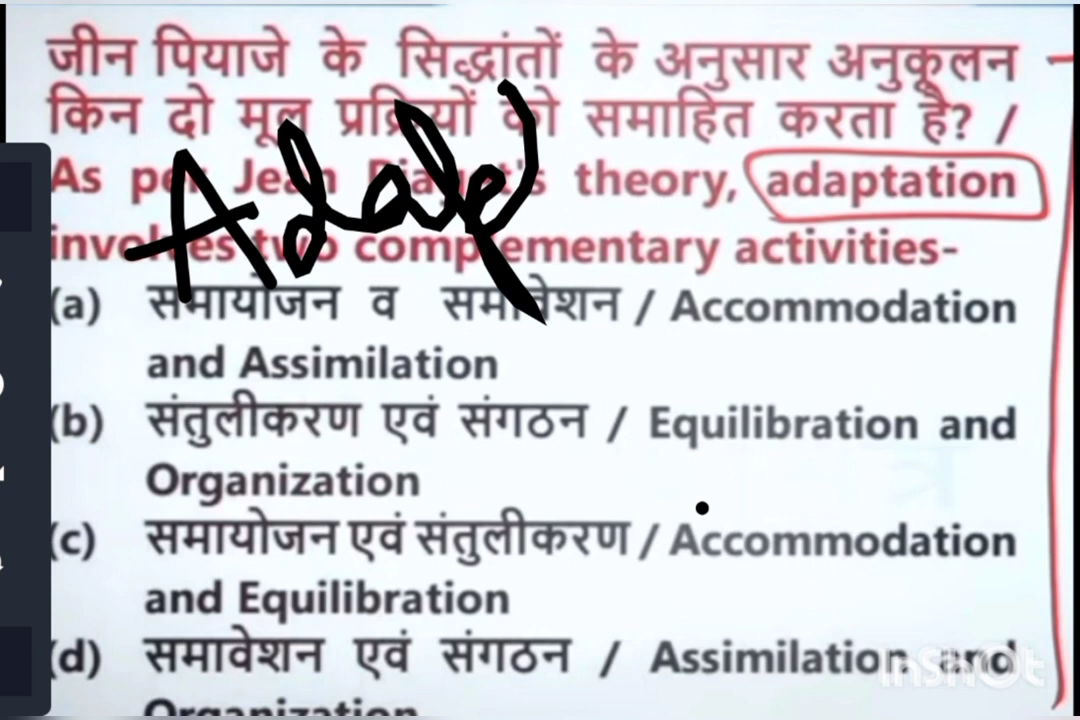 जीन पियाजे के सिद्धांतों के अनुसार अनुकूलन
किन दो मूल प्रक्रियों को समाहित करता है? /
As per Jean Piaget's theory, adaptation
involves two complementary activities-
(a) समायोजन व समावेशन / Accommodation
and Assimilation
(b) संतुलीकरण एवं संगठन / Equilibration and
Organization
(c) समायोजन एवं संतुलीकरण / Accommodation
and Equilibration
(d) समावेशन एवं संगठन / Assimilation and
Organization
InShOt